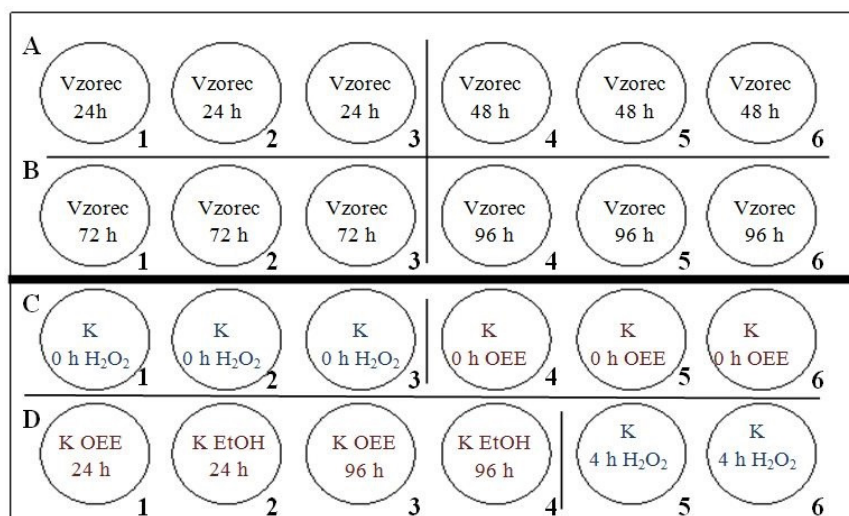 A
Vzorec Vzorec Vzorec Vzorec Vzorec Vzorec
24h 24 h 24 h 48 h 48 h 48 h
1 2 3 4 5 6
B
Vzorec Vzorec Vzorec Vzorec Vzorec Vzorec
72 h 72 h 72 h 96 h 96 h 96 h
1 2 3 4 5 6
C
K K K K K K
0 h H₂O₂ 0 h H₂O₂ 0 h H₂O₂ 0 h OEE 0 h OEE 0 h OEE
1 2 3 4 5 6
D
K OEE K EtOH K OEE K EtOH K K
24 h 24 h 96 h 96 h 4 h H₂O₂ 4 h H₂O₂
1 2 3 4 5 6